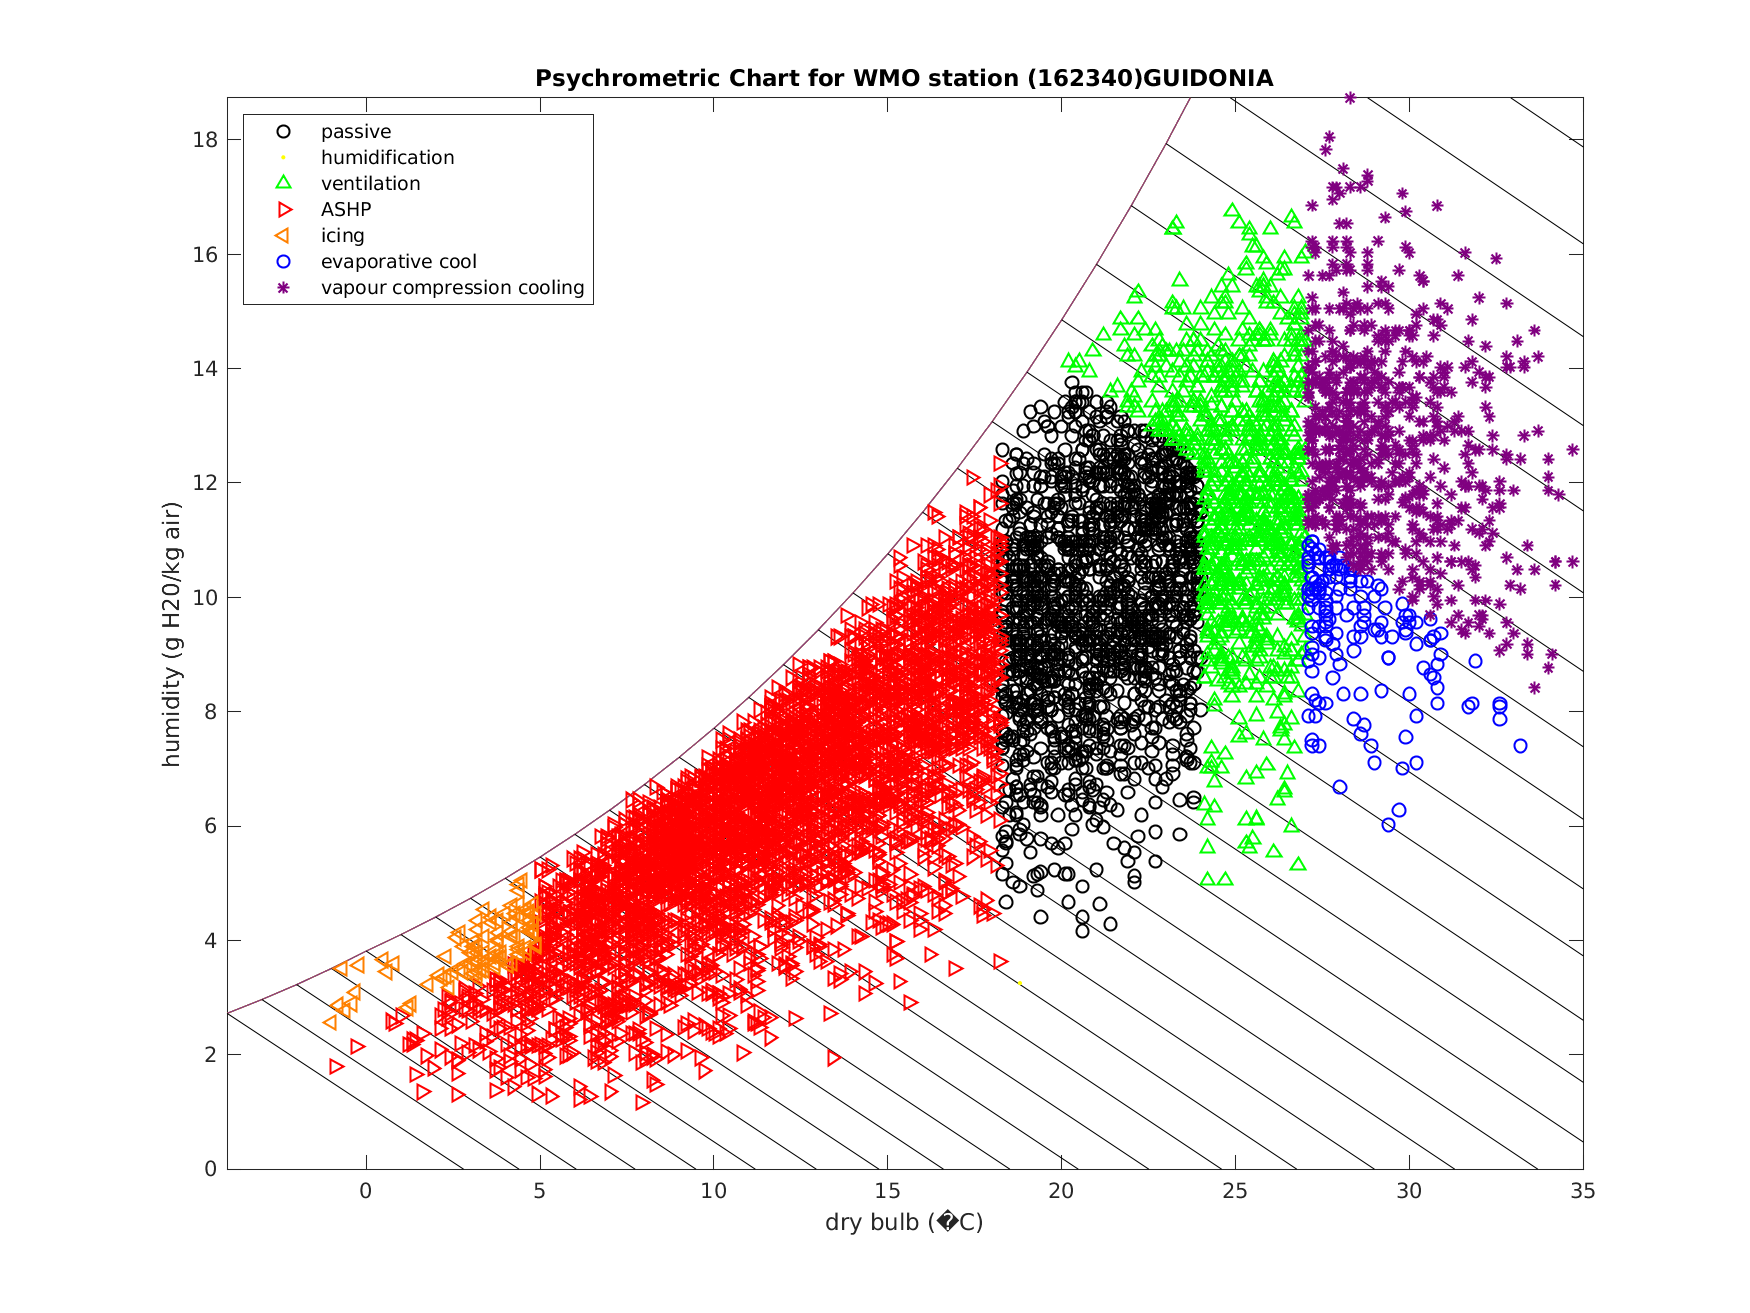 Psychrometric Chart for WMO station (162340)GUIDONIA
passive
humidification
ventilation
ASHP
icing
evaporative cool
vapour compression cooling
18
16
14
12
10
8
6
4
2
0
humidity (g H20/kg air)
0 5 10 15 20 25 30 35
dry bulb (�C)